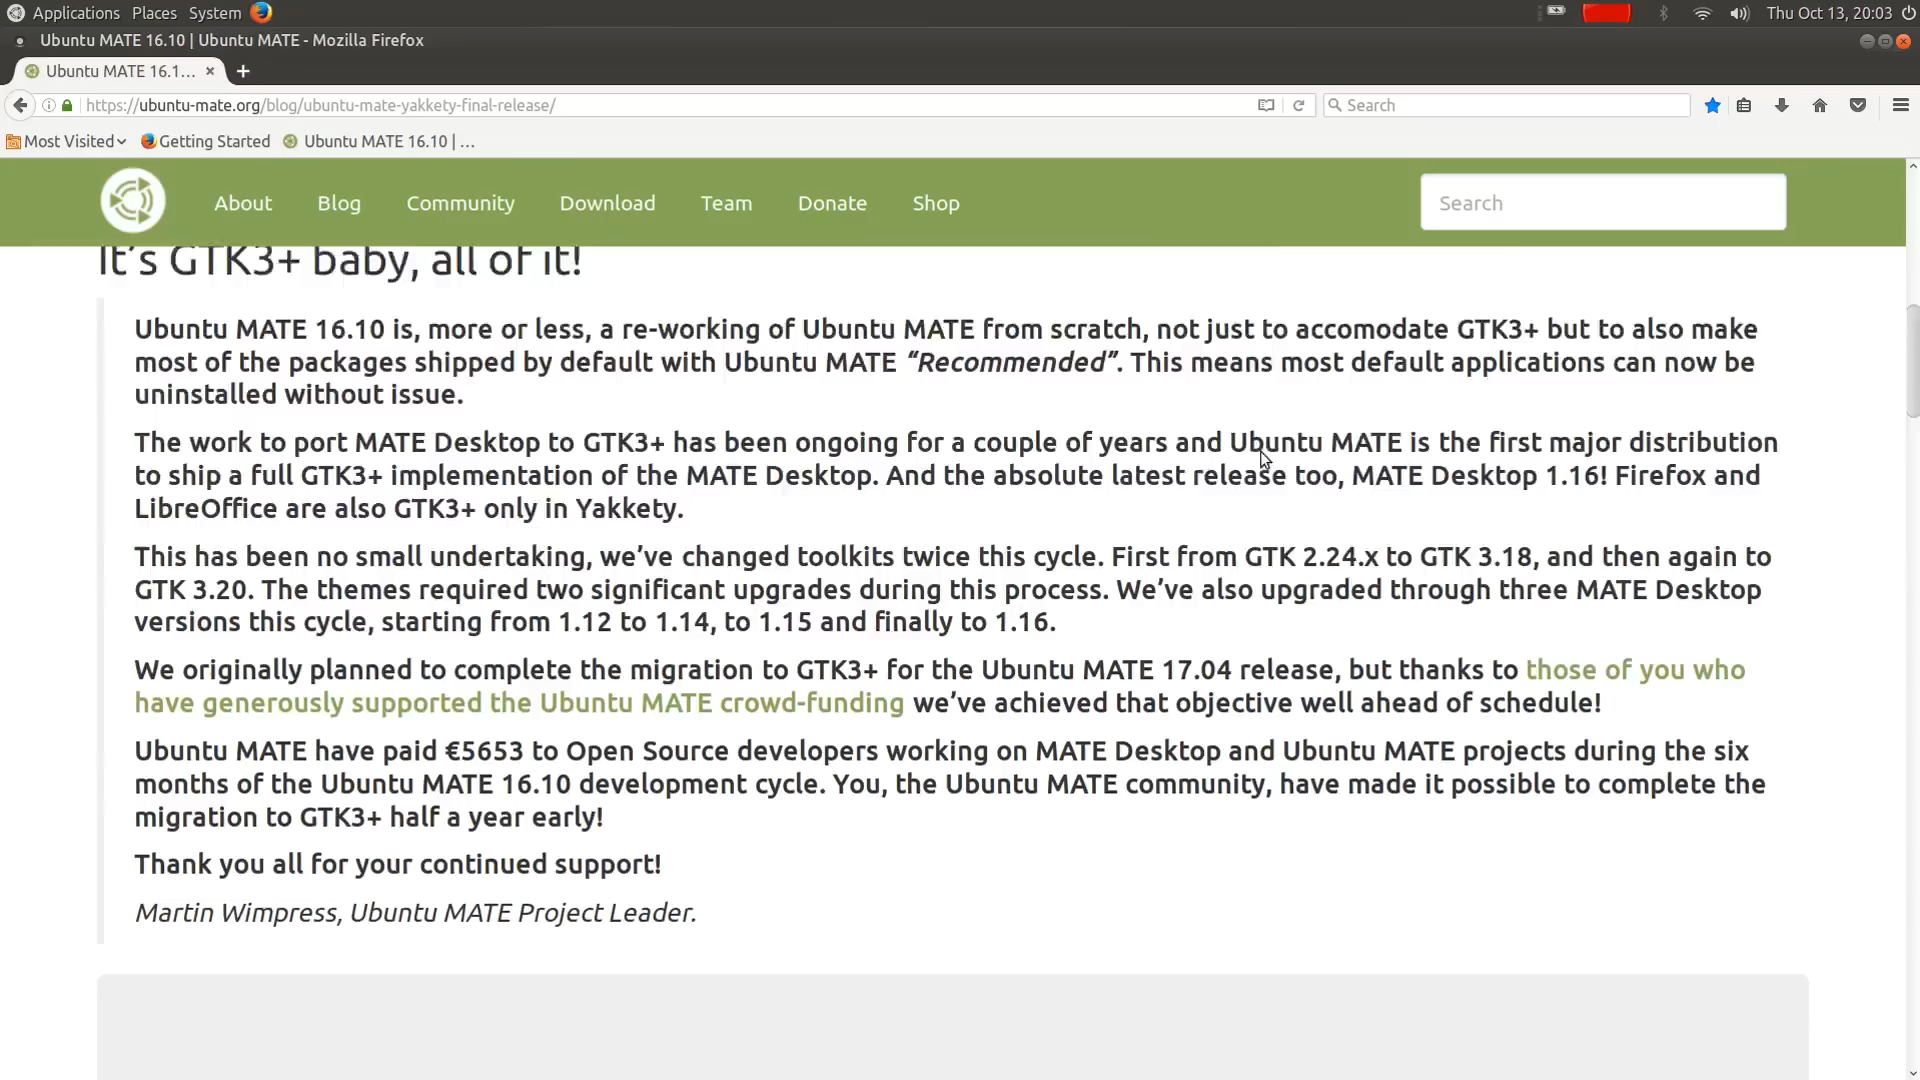 Applications Places System Thu Oct 13, 20:03
Ubuntu MATE 16.10 | Ubuntu MATE - Mozilla Firefox
Ubuntu MATE 16.1...
https://ubuntu-mate.org/blog/ubuntu-mate-yakkety-final-release/ Search
Most Visited Getting Started Ubuntu MATE 16.10 | ...
About Blog Community Download Team Donate Shop Search
It’s GTK3+ baby, all of it!
Ubuntu MATE 16.10 is, more or less, a re-working of Ubuntu MATE from scratch, not just to accomodate GTK3+ but to also make
most of the packages shipped by default with Ubuntu MATE “Recommended”. This means most default applications can now be
uninstalled without issue.
The work to port MATE Desktop to GTK3+ has been ongoing for a couple of years and Ubuntu MATE is the first major distribution
to ship a full GTK3+ implementation of the MATE Desktop. And the absolute latest release too, MATE Desktop 1.16! Firefox and
LibreOffice are also GTK3+ only in Yakkety.
This has been no small undertaking, we’ve changed toolkits twice this cycle. First from GTK 2.24.x to GTK 3.18, and then again to
GTK 3.20. The themes required two significant upgrades during this process. We’ve also upgraded through three MATE Desktop
versions this cycle, starting from 1.12 to 1.14, to 1.15 and finally to 1.16.
We originally planned to complete the migration to GTK3+ for the Ubuntu MATE 17.04 release, but thanks to those of you who
have generously supported the Ubuntu MATE crowd-funding we’ve achieved that objective well ahead of schedule!
Ubuntu MATE have paid €5653 to Open Source developers working on MATE Desktop and Ubuntu MATE projects during the six
months of the Ubuntu MATE 16.10 development cycle. You, the Ubuntu MATE community, have made it possible to complete the
migration to GTK3+ half a year early!
Thank you all for your continued support!
Martin Wimpress, Ubuntu MATE Project Leader.